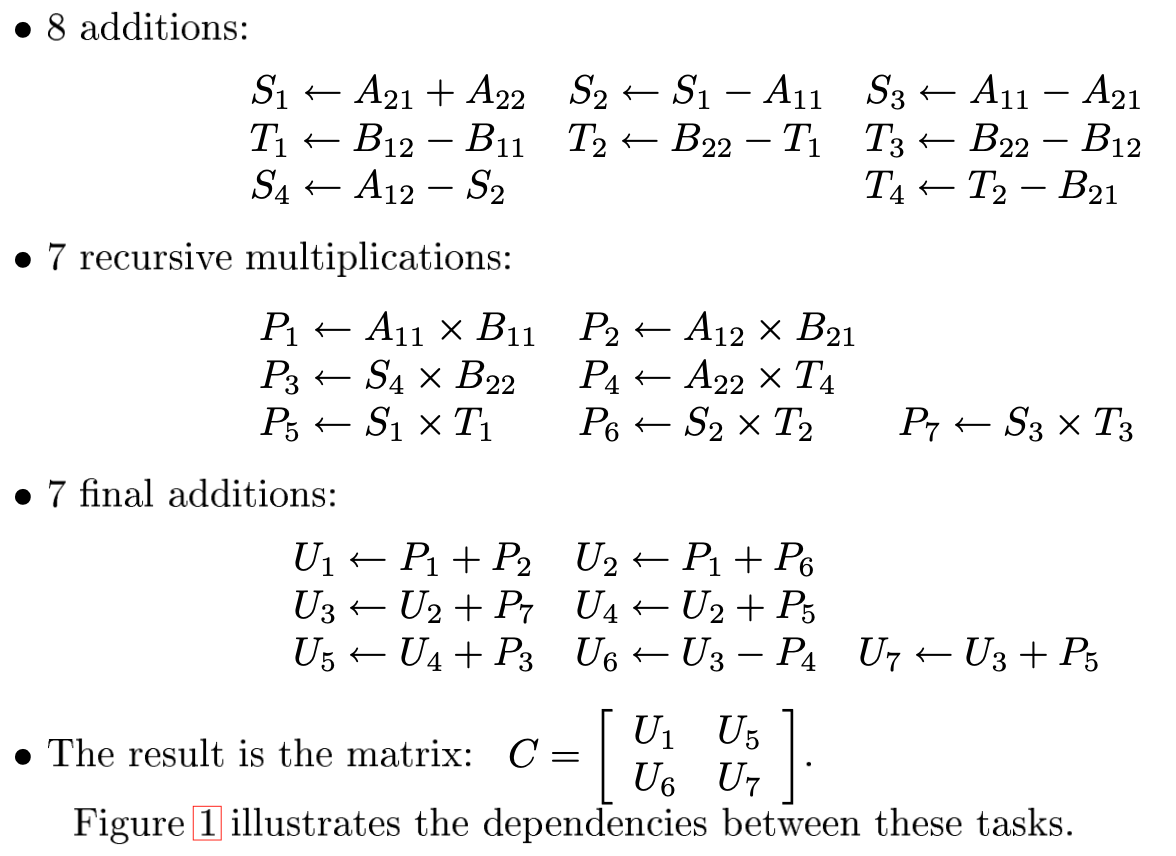 • 8 additions:
S₁ ← A₂₁ + A₂₂ S₂ ← S₁ − A₁₁ S₃ ← A₁₁ − A₂₁
T₁ ← B₁₂ − B₁₁ T₂ ← B₂₂ − T₁ T₃ ← B₂₂ − B₁₂
S₄ ← A₁₂ − S₂ T₄ ← T₂ − B₂₁
• 7 recursive multiplications:
P₁ ← A₁₁ × B₁₁ P₂ ← A₁₂ × B₂₁
P₃ ← S₄ × B₂₂ P₄ ← A₂₂ × T₄
P₅ ← S₁ × T₁ P₆ ← S₂ × T₂ P₇ ← S₃ × T₃
• 7 final additions:
U₁ ← P₁ + P₂ U₂ ← P₁ + P₆
U₃ ← U₂ + P₇ U₄ ← U₂ + P₅
U₅ ← U₄ + P₃ U₆ ← U₃ − P₄ U₇ ← U₃ + P₅
• The result is the matrix: C = [ U₁ U₅
U₆ U₇ ].
Figure 1 illustrates the dependencies between these tasks.